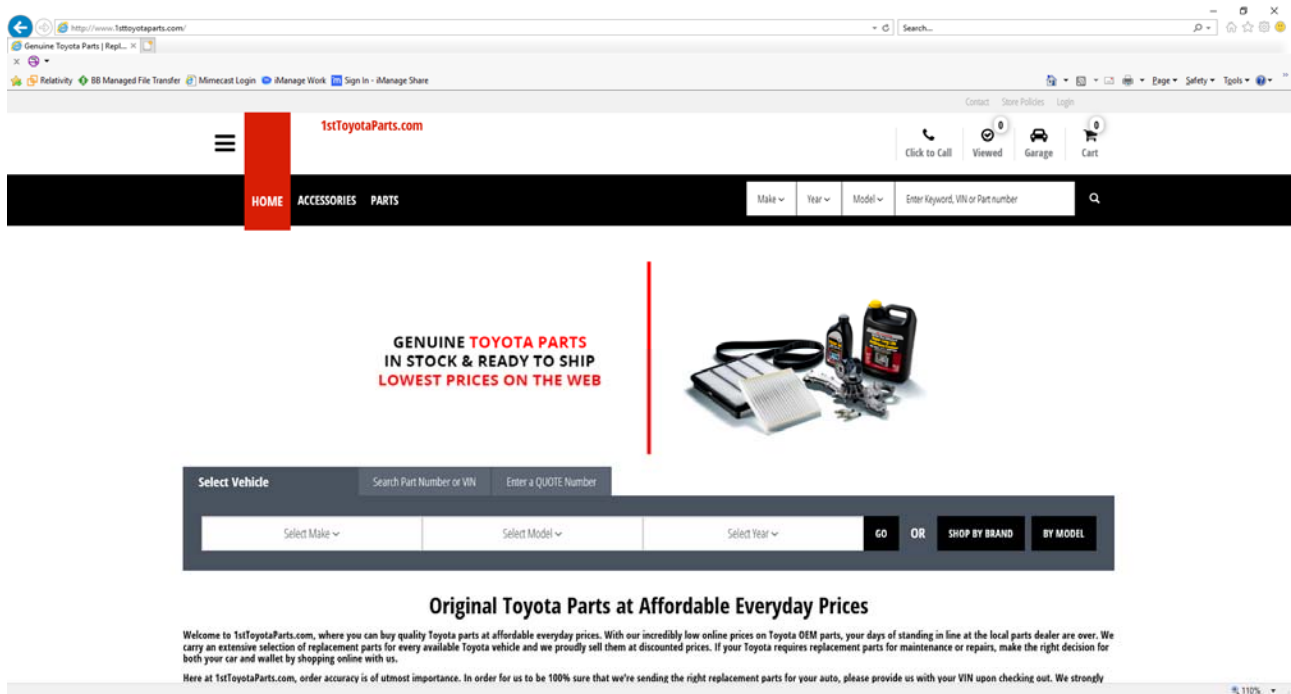 http://www.1sttoyotaparts.com/
Search...
Genuine Toyota Parts | Repl...
Relativity BB Managed File Transfer Mimecast Login iManage Work Sign In - iManage Share
Page Safety Tools
Contact Store Policies Login
1stToyotaParts.com
0 0
Click to Call Viewed Garage Cart
HOME ACCESSORIES PARTS
Make Year Model Enter Keyword, VIN or Part number
GENUINE TOYOTA PARTS
IN STOCK & READY TO SHIP
LOWEST PRICES ON THE WEB
Select Vehicle Search Part Number or VIN Enter a QUOTE Number
Select Make Select Model Select Year GO OR SHOP BY BRAND BY MODEL
Original Toyota Parts at Affordable Everyday Prices
Welcome to 1stToyotaParts.com, where you can buy quality Toyota parts at affordable everyday prices. With our incredibly low online prices on Toyota OEM parts, your days of standing in line at the local parts dealer are over. We
carry an extensive selection of replacement parts for every available Toyota vehicle and we proudly sell them at discounted prices. If your Toyota requires replacement parts for maintenance or repairs, make the right decision for
both your car and wallet by shopping online with us.
Here at 1stToyotaParts.com, order accuracy is of utmost importance. In order for us to be 100% sure that we're sending the right replacement parts for your auto, please provide us with your VIN upon checking out. We strongly
110%